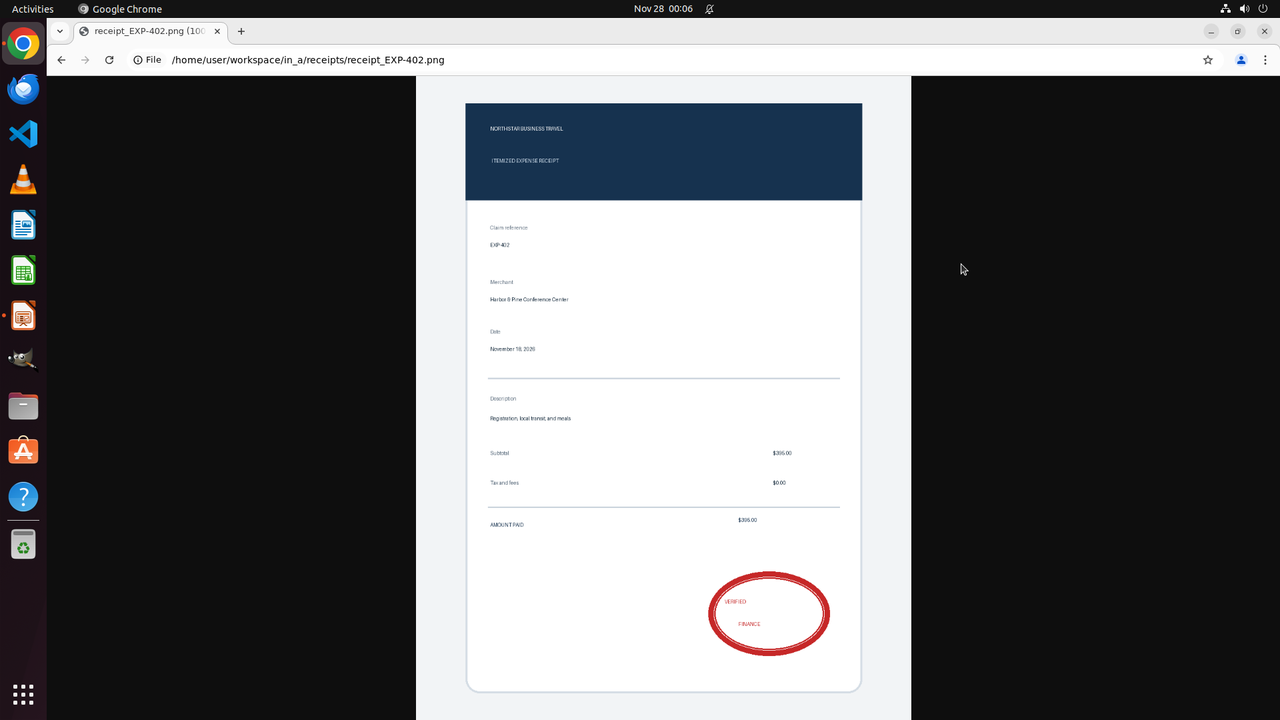 Activities
Google Chrome
Nov 28 00:06
receipt_EXP-402.png (100
File
/home/user/workspace/in_a/receipts/receipt_EXP-402.png
NORTHSTAR BUSINESS TRAVEL
ITEMIZED EXPENSE RECEIPT
Claim reference
EXP-402
Merchant
Harbor & Pine Conference Center
Date
November 18, 2026
Description
Registration, local transit, and meals
Subtotal
$395.00
Tax and fees
$0.00
AMOUNT PAID
$395.00
VERIFIED
FINANCE